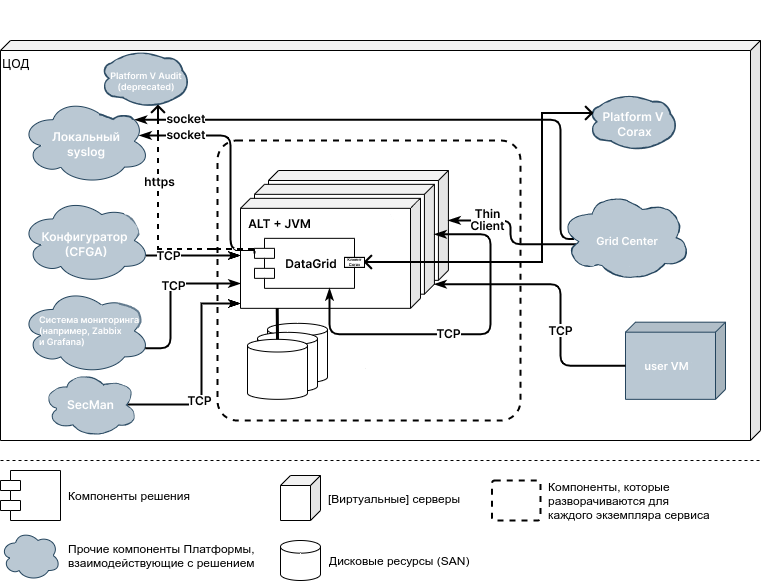 ЦОД
Platform V Audit
(deprecated)
Локальный
syslog
socket
socket
Platform V
Corax
https
Конфигуратор
(CFGA)
TCP
ALT + JVM
DataGrid
Thin
Client
Grid Center
TCP
Система мониторинга
(например, Zabbix
и Grafana)
TCP
TCP
user VM
SecMan
TCP
Компоненты решения
[Виртуальные] серверы
Компоненты, которые
разворачиваются для
каждого экземпляра сервиса
Прочие компоненты Платформы,
взаимодействующие с решением
Дисковые ресурсы (SAN)